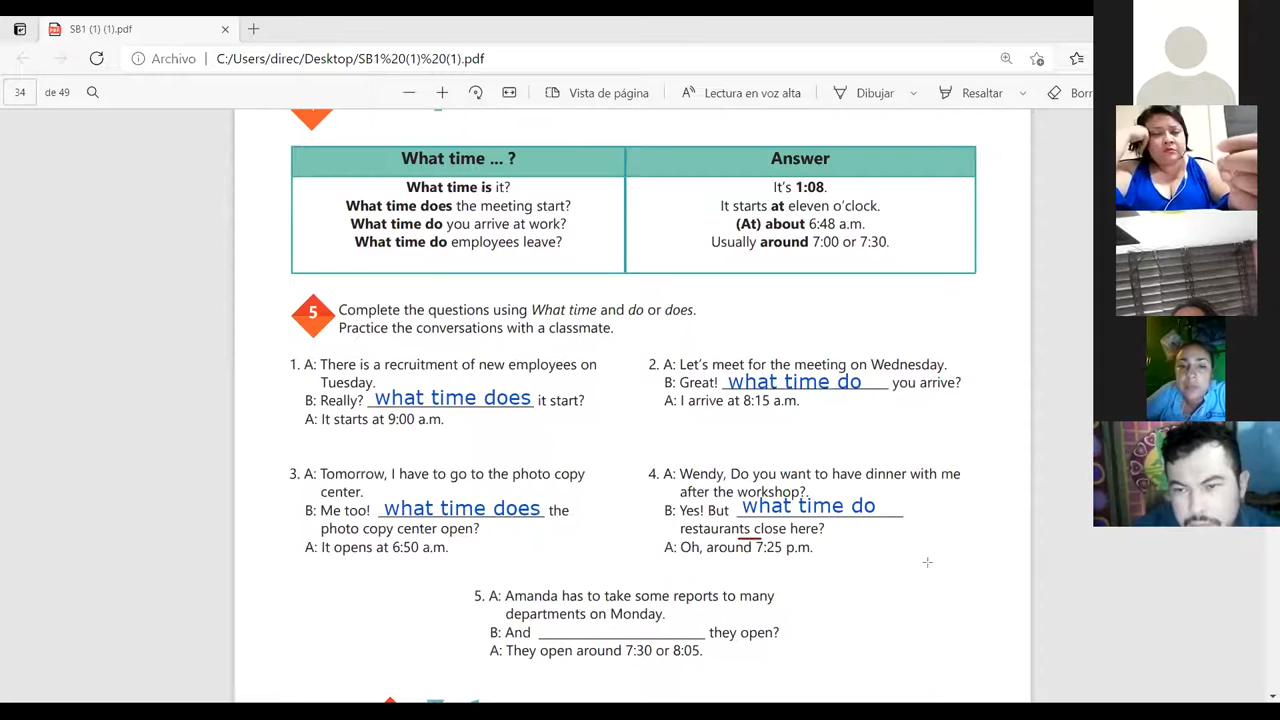 SB1 (1) (1).pdf
Archivo
C:/Users/direc/Desktop/SB1%20(1)%20(1).pdf
34 de 49
Vista de página
Lectura en voz alta
Dibujar
Resaltar
Borr
What time ... ?
Answer
What time is it?
It's 1:08.
What time does the meeting start?
It starts at eleven o'clock.
What time do you arrive at work?
(At) about 6:48 a.m.
What time do employees leave?
Usually around 7:00 or 7:30.
5
Complete the questions using What time and do or does.
Practice the conversations with a classmate.
1. A: There is a recruitment of new employees on
Tuesday.
B: Really? what time does it start?
A: It starts at 9:00 a.m.
2. A: Let's meet for the meeting on Wednesday.
B: Great! what time do you arrive?
A: I arrive at 8:15 a.m.
3. A: Tomorrow, I have to go to the photo copy
center.
B: Me too! what time does the
photo copy center open?
A: It opens at 6:50 a.m.
4. A: Wendy, Do you want to have dinner with me
after the workshop?.
B: Yes! But what time do
restaurants close here?
A: Oh, around 7:25 p.m.
5. A: Amanda has to take some reports to many
departments on Monday.
B: And ____ they open?
A: They open around 7:30 or 8:05.